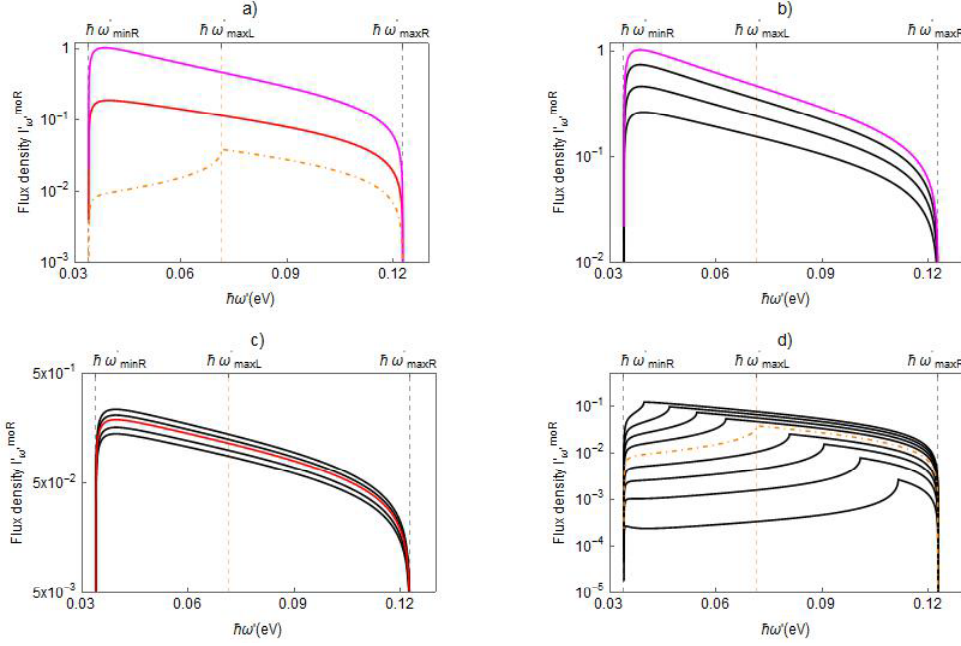 a)
ħ ω'minR ħ ω'maxL ħ ω'maxR
1
10⁻¹
10⁻²
10⁻³
Flux density I'ω'moR
0.03 0.06 0.09 0.12
ħω'(eV)
b)
ħ ω'minR ħ ω'maxL ħ ω'maxR
1
10⁻¹
10⁻²
Flux density I'ω'moR
0.03 0.06 0.09 0.12
ħω'(eV)
c)
ħ ω'minR ħ ω'maxL ħ ω'maxR
5x10⁻¹
5x10⁻²
5x10⁻³
Flux density I'ω'moR
0.03 0.06 0.09 0.12
ħω'(eV)
d)
ħ ω'minR ħ ω'maxL ħ ω'maxR
10⁻¹
10⁻²
10⁻³
10⁻⁴
10⁻⁵
Flux density I'ω'moR
0.03 0.06 0.09 0.12
ħω'(eV)